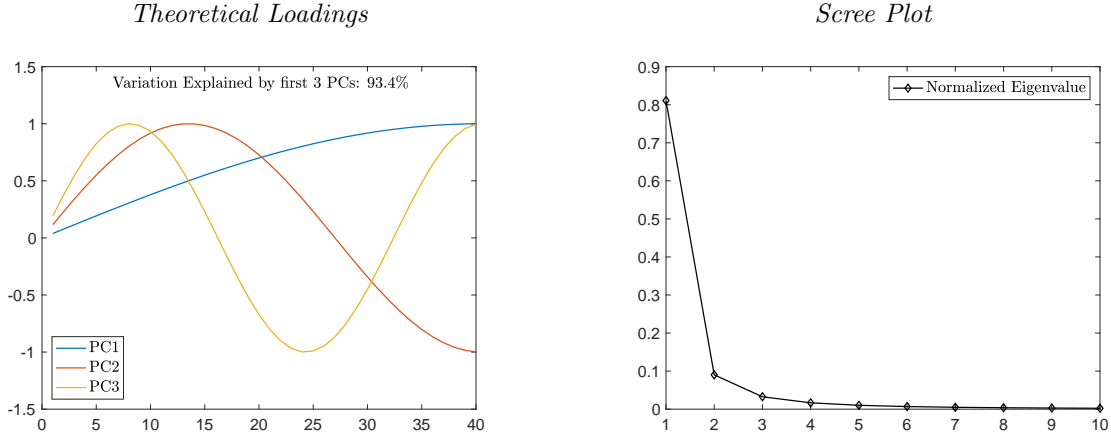 Theoretical Loadings
1.5
1
0.5
0
-0.5
-1
-1.5
Variation Explained by first 3 PCs: 93.4%
PC1
PC2
PC3
0 5 10 15 20 25 30 35 40
Scree Plot
0.9
0.8
0.7
0.6
0.5
0.4
0.3
0.2
0.1
0
Normalized Eigenvalue
1 2 3 4 5 6 7 8 9 10